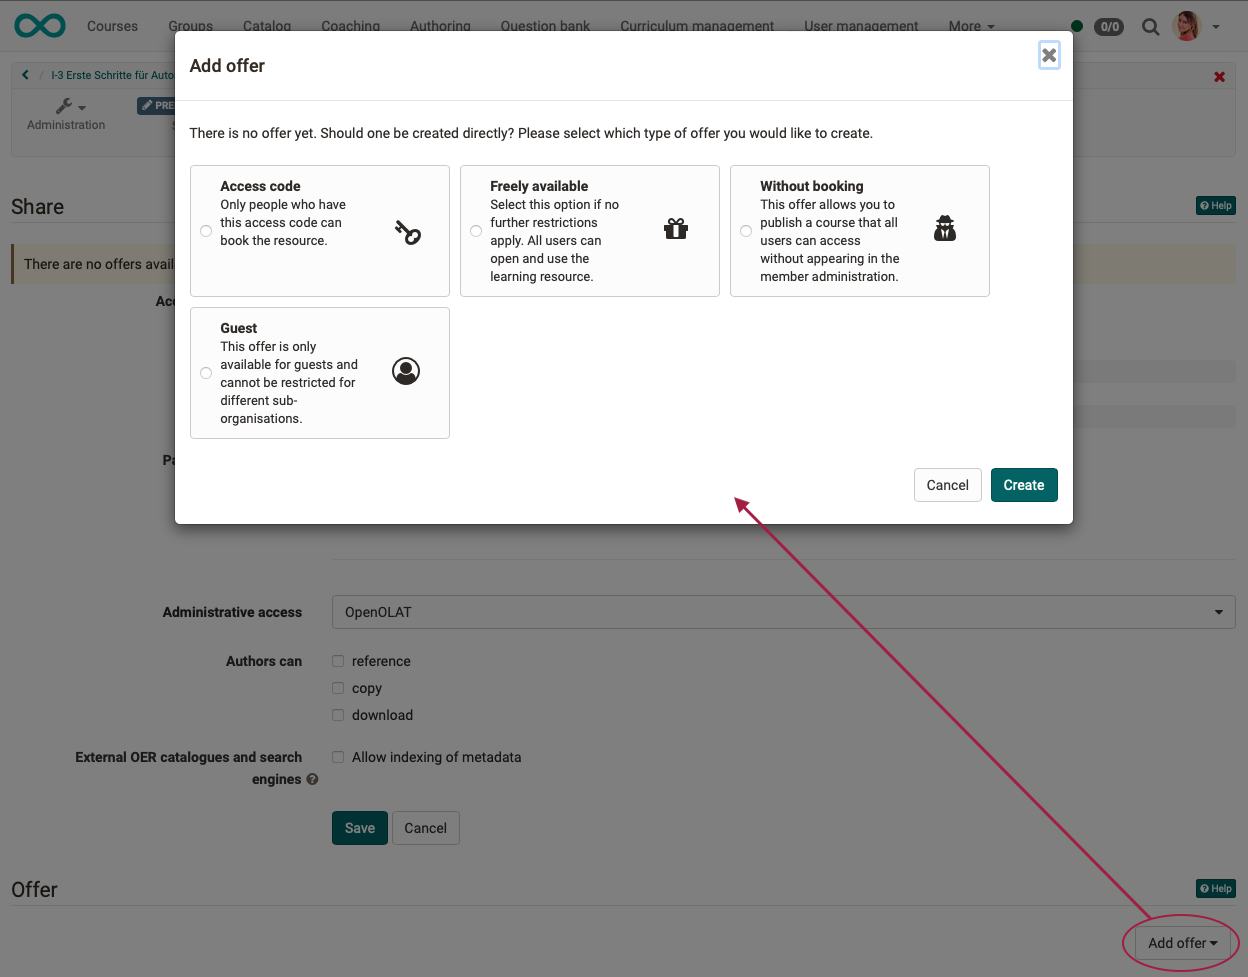 Courses Groups Catalog Coaching Authoring Question bank Curriculum management User management More 0/0
I-3 Erste Schritte für Auto
Administration
PRE
Add offer
There is no offer yet. Should one be created directly? Please select which type of offer you would like to create.
Access code
Only people who have
this access code can
book the resource.
Freely available
Select this option if no
further restrictions
apply. All users can
open and use the
learning resource.
Without booking
This offer allows you to
publish a course that all
users can access
without appearing in the
member administration.
Guest
This offer is only
available for guests and
cannot be restricted for
different sub-
organisations.
Cancel Create
Share
Help
There are no offers avail
Acc
Pa
Administrative access OpenOLAT
Authors can reference
copy
download
External OER catalogues and search
engines
Allow indexing of metadata
Save Cancel
Offer
Help
Add offer